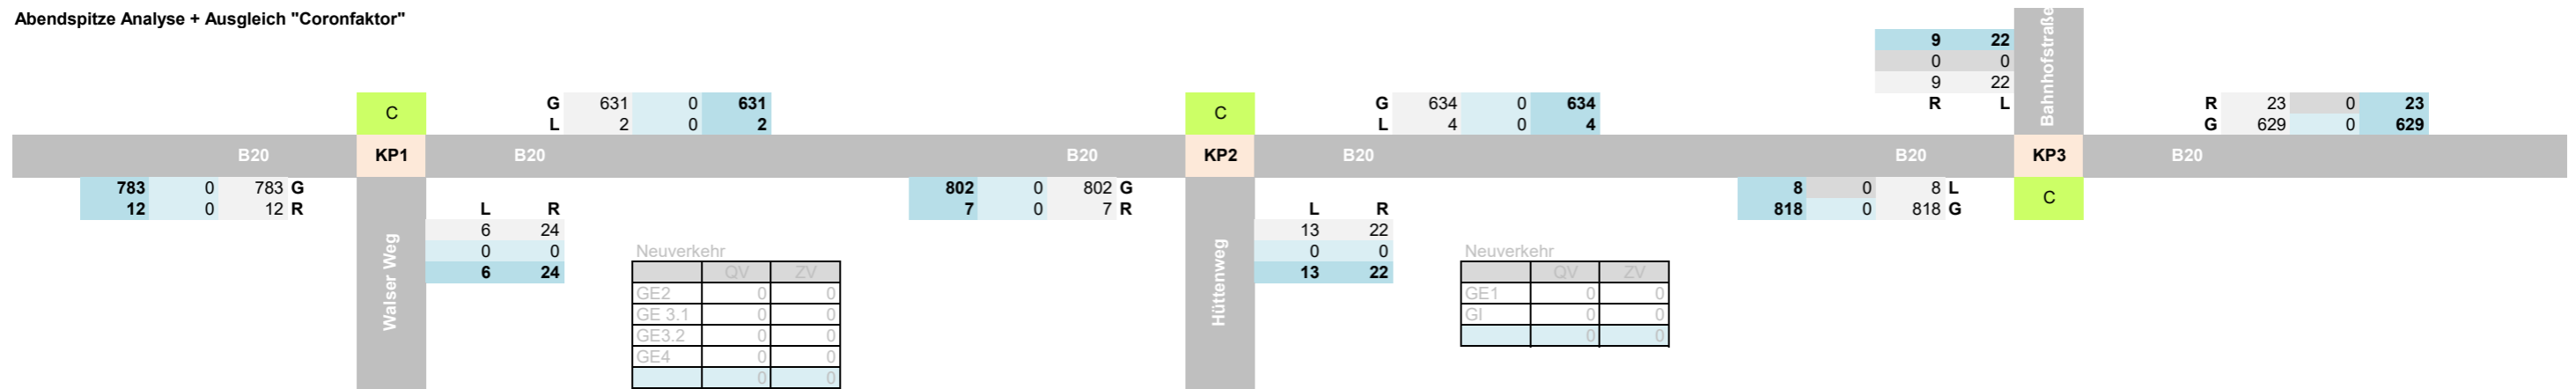 Abendspitze Analyse + Ausgleich "Coronfaktor"
9 22
0 0
9 22
R L
Bahnhofstraße
C
G 631 0 631
L 2 0 2
C
G 634 0 634
L 4 0 4
R 23 0 23
G 629 0 629
B20 KP1 B20 B20 KP2 B20 B20 KP3 B20
783 0 783 G
12 0 12 R
802 0 802 G
7 0 7 R
8 0 8 L
818 0 818 G
C
Walser Weg
L R
6 24
0 0
6 24
Neuverkehr
QV ZV
GE2 0 0
GE 3.1 0 0
GE3.2 0 0
GE4 0 0
0 0
Hüttenweg
L R
13 22
0 0
13 22
Neuverkehr
QV ZV
GE1 0 0
GI 0 0
0 0